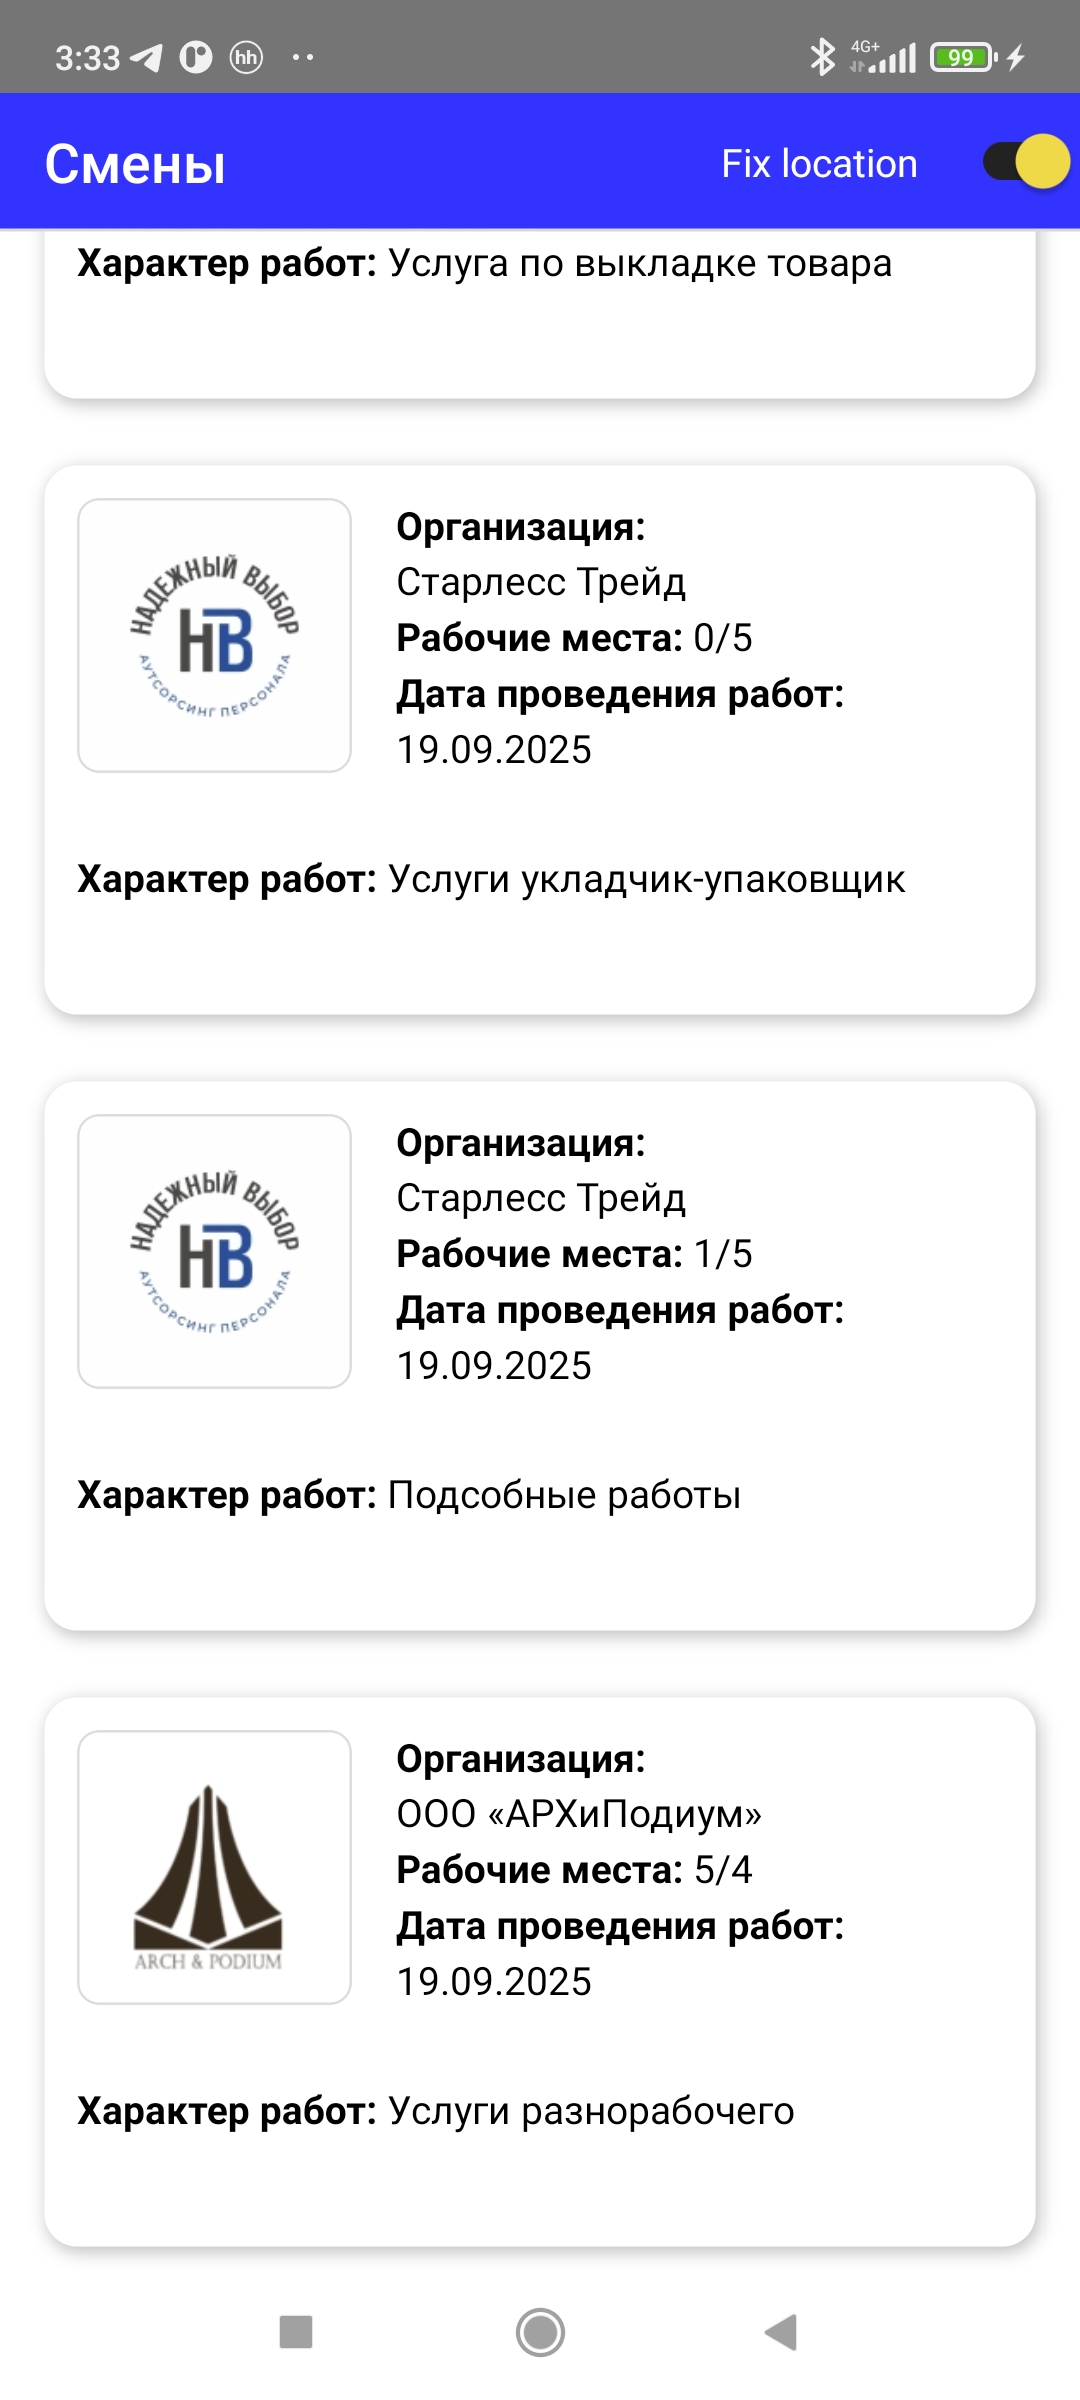 3:33
hh
4G+
99
Смены
Fix location
Характер работ: Услуга по выкладке товара
НАДЕЖНЫЙ ВЫБОР
НВ
АУТСОРСИНГ ПЕРСОНАЛА
Организация:
Старлесс Трейд
Рабочие места: 0/5
Дата проведения работ:
19.09.2025
Характер работ: Услуги укладчик-упаковщик
НАДЕЖНЫЙ ВЫБОР
НВ
АУТСОРСИНГ ПЕРСОНАЛА
Организация:
Старлесс Трейд
Рабочие места: 1/5
Дата проведения работ:
19.09.2025
Характер работ: Подсобные работы
ARCH & PODIUM
Организация:
ООО «АРХиПодиум»
Рабочие места: 5/4
Дата проведения работ:
19.09.2025
Характер работ: Услуги разнорабочего